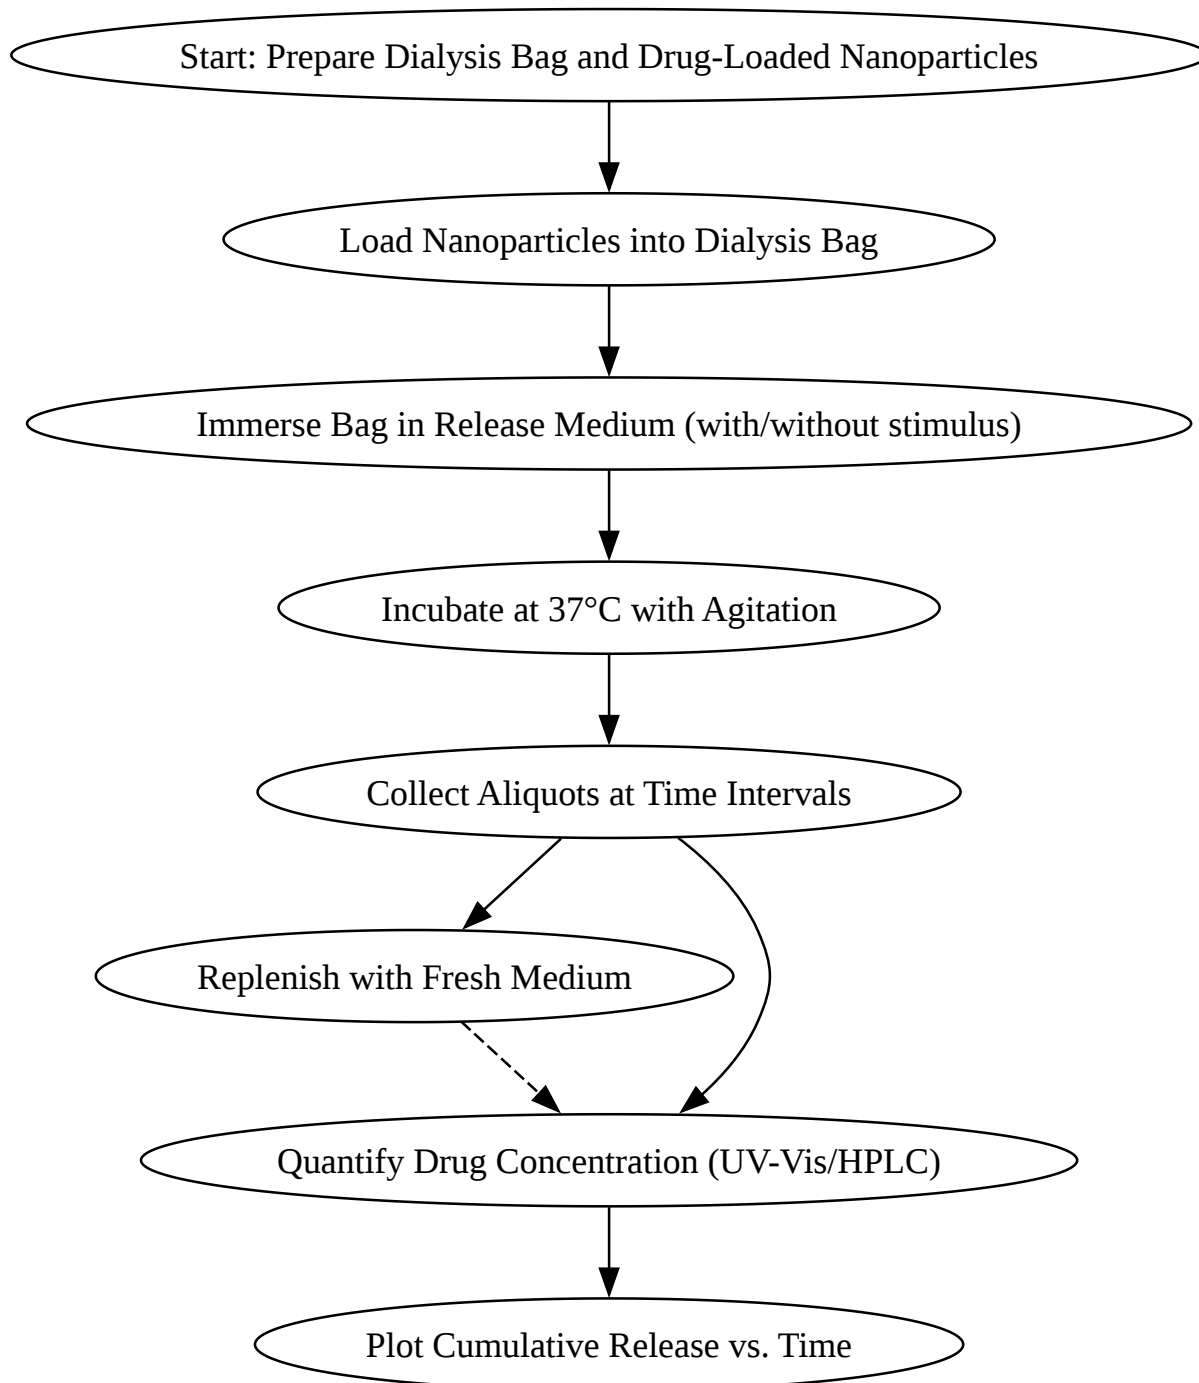 Start: Prepare Dialysis Bag and Drug-Loaded Nanoparticles
Load Nanoparticles into Dialysis Bag
Immerse Bag in Release Medium (with/without stimulus)
Incubate at 37°C with Agitation
Collect Aliquots at Time Intervals
Replenish with Fresh Medium
Quantify Drug Concentration (UV-Vis/HPLC)
Plot Cumulative Release vs. Time